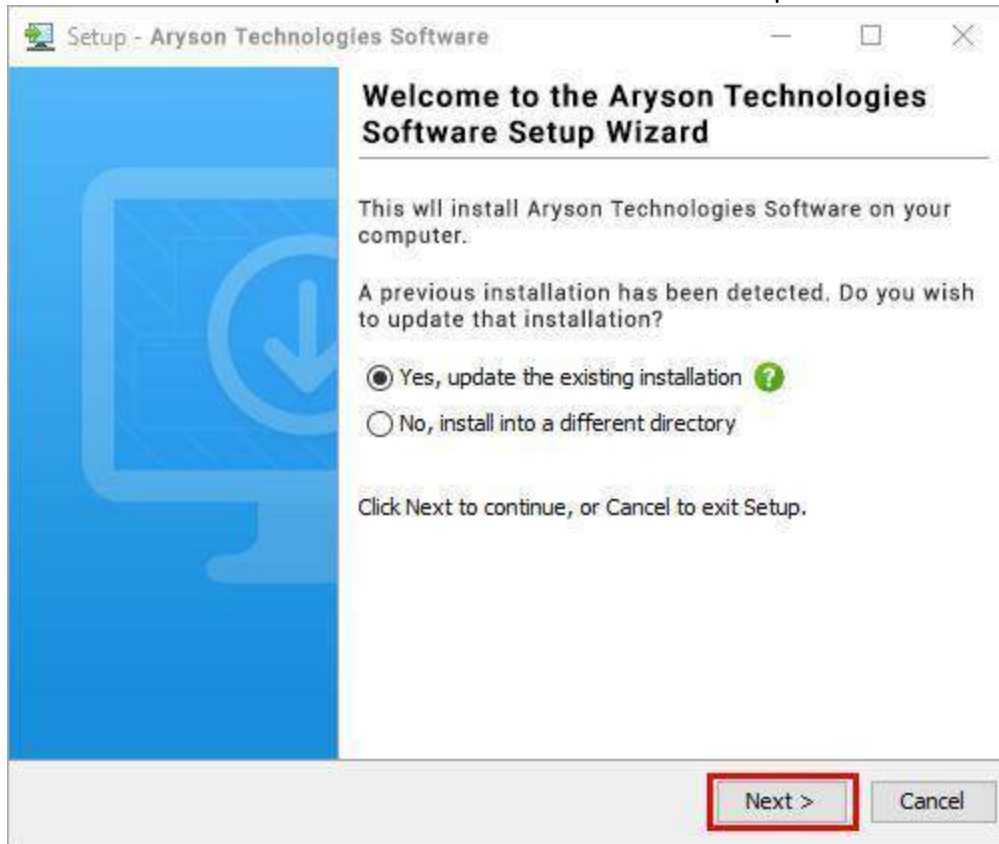 Setup - Aryson Technologies Software
Welcome to the Aryson Technologies
Software Setup Wizard
This wll install Aryson Technologies Software on your
computer.
A previous installation has been detected. Do you wish
to update that installation?
Yes, update the existing installation ?
No, install into a different directory
Click Next to continue, or Cancel to exit Setup.
Next >
Cancel